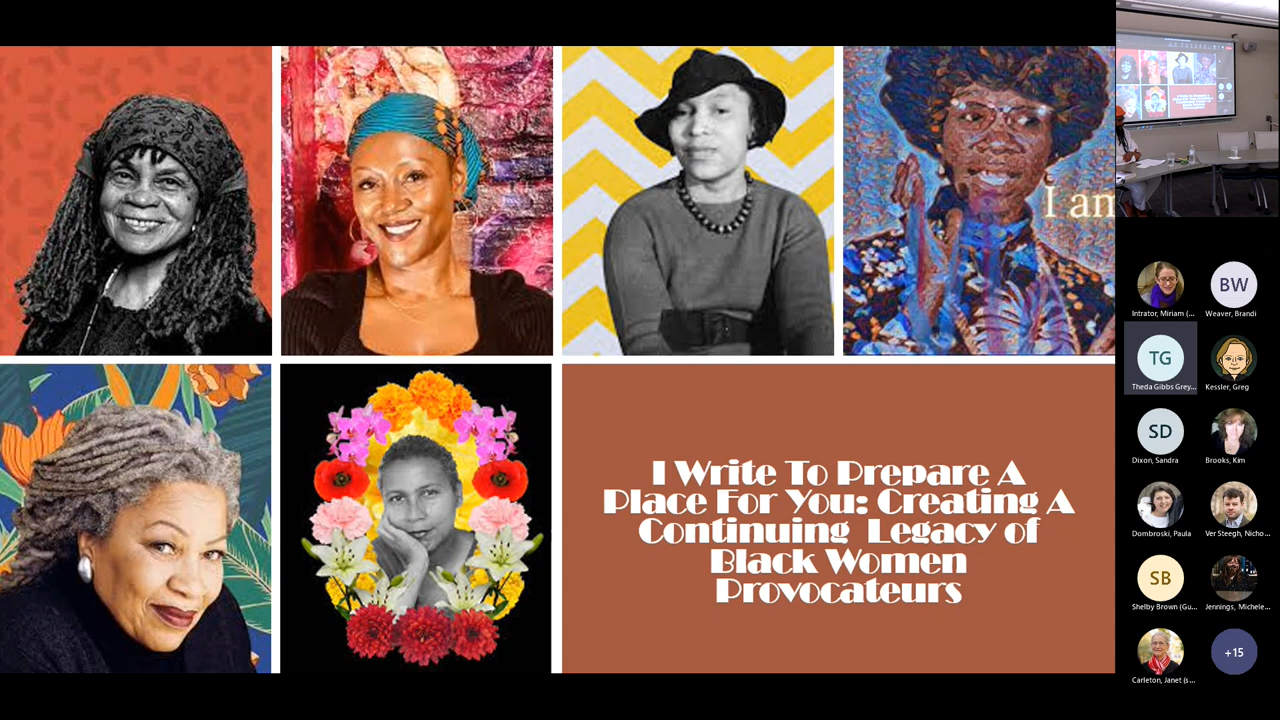 I am
I Write To Prepare A
Place For You: Creating A
Continuing Legacy of
Black Women
Provocateurs
Intrator, Miriam (...
BW
Weaver, Brandi
TG
Theda Gibbs Grey...
Kessler, Greg
SD
Dixon, Sandra
Brooks, Kim
Dombroski, Paula
Ver Steegh, Nicho...
SB
Shelby Brown (Gu...
Jennings, Michele...
Carleton, Janet (s...
+15